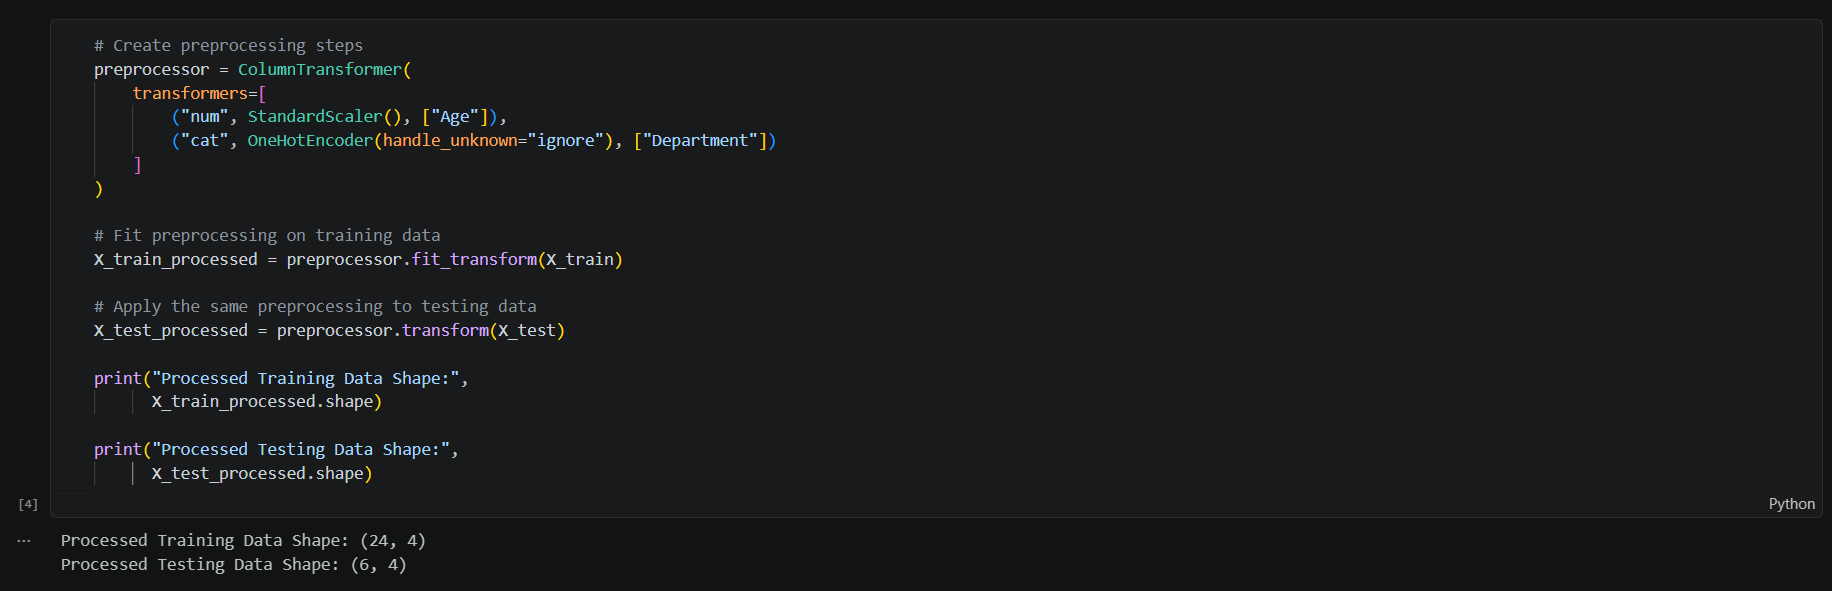 # Create preprocessing steps
preprocessor = ColumnTransformer(
    transformers=[
        ("num", StandardScaler(), ["Age"]),
        ("cat", OneHotEncoder(handle_unknown="ignore"), ["Department"])
    ]
)
# Fit preprocessing on training data
X_train_processed = preprocessor.fit_transform(X_train)
# Apply the same preprocessing to testing data
X_test_processed = preprocessor.transform(X_test)
print("Processed Training Data Shape:",
      X_train_processed.shape)
print("Processed Testing Data Shape:",
      X_test_processed.shape)
[4]
Python
...
Processed Training Data Shape: (24, 4)
Processed Testing Data Shape: (6, 4)